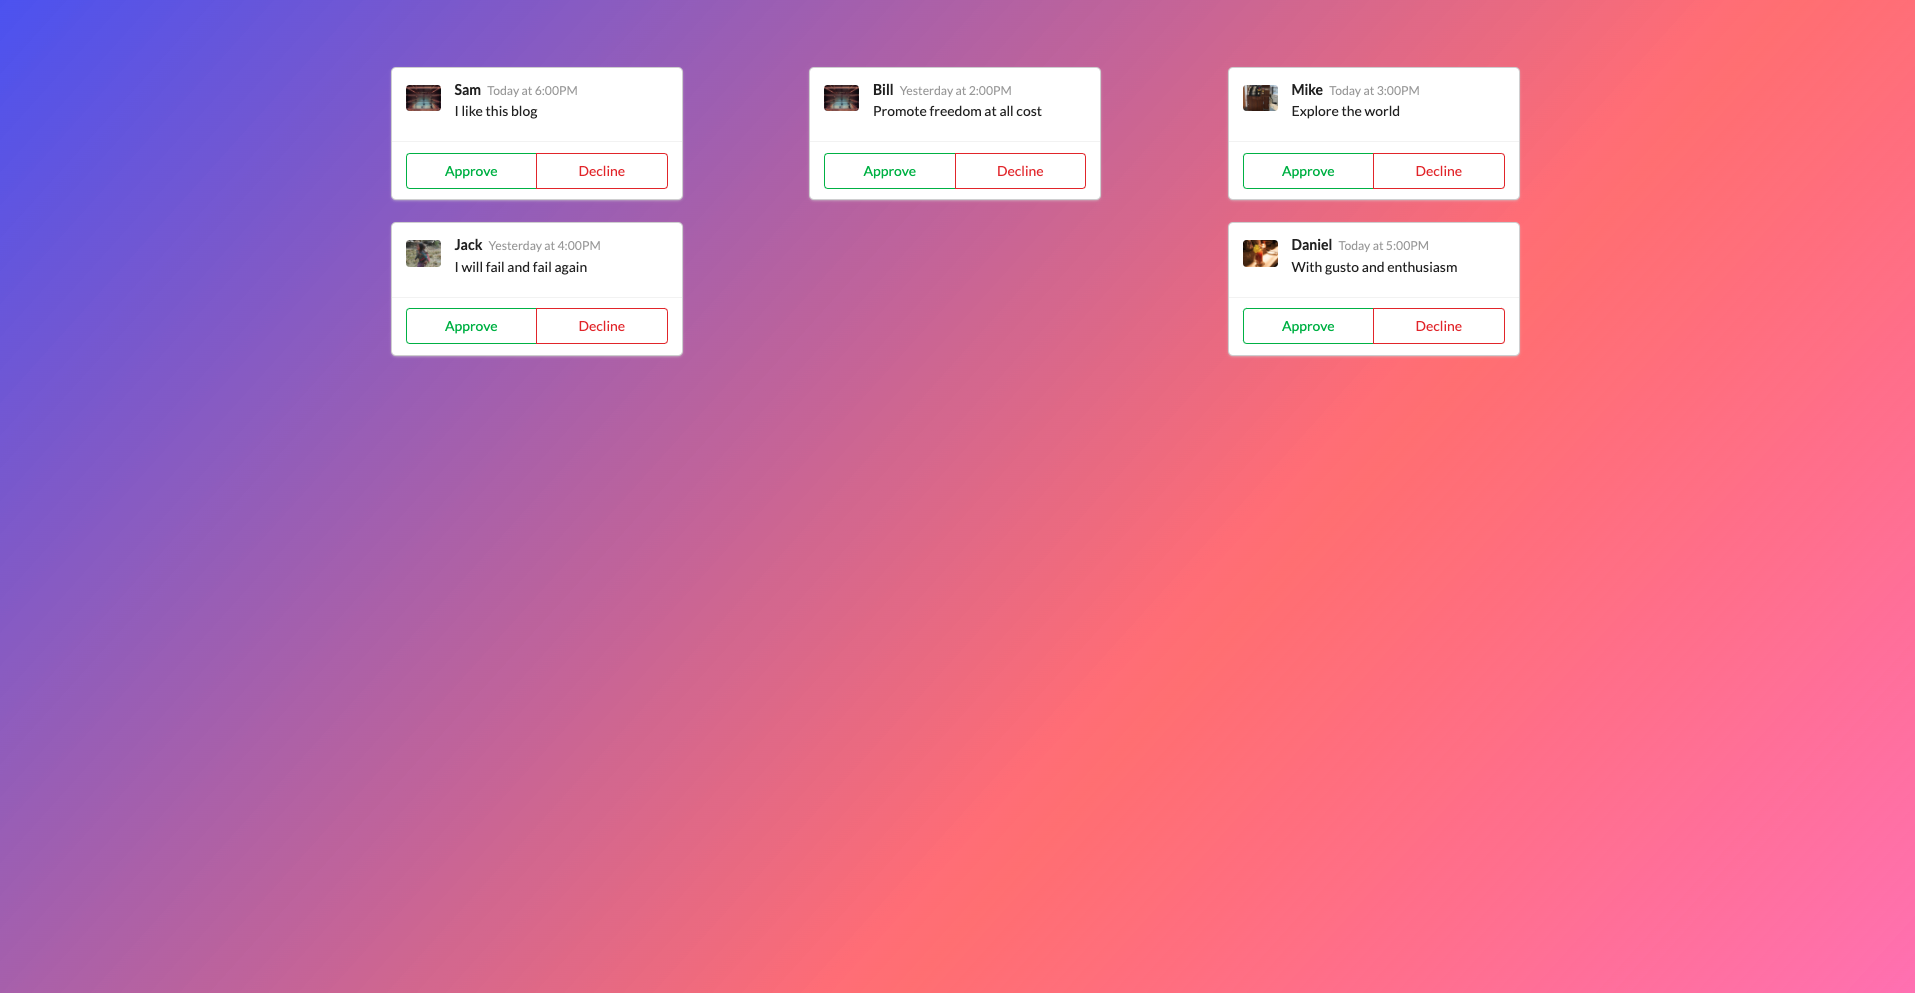 Sam Today at 6:00PM
I like this blog
Approve Decline
Bill Yesterday at 2:00PM
Promote freedom at all cost
Approve Decline
Mike Today at 3:00PM
Explore the world
Approve Decline
Jack Yesterday at 4:00PM
I will fail and fail again
Approve Decline
Daniel Today at 5:00PM
With gusto and enthusiasm
Approve Decline